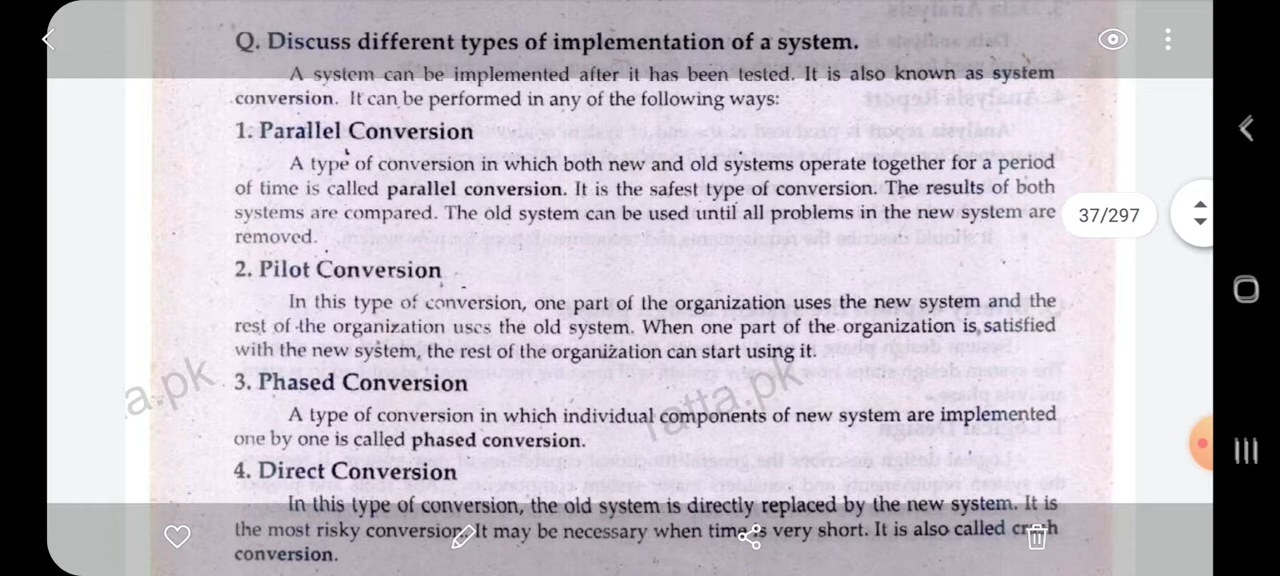 Q. Discuss different types of implementation of a system.
A system can be implemented after it has been tested. It is also known as system
conversion. It can be performed in any of the following ways:
1. Parallel Conversion
A type of conversion in which both new and old systems operate together for a period
of time is called parallel conversion. It is the safest type of conversion. The results of both
systems are compared. The old system can be used until all problems in the new system are
removed.
37/297
2. Pilot Conversion
In this type of conversion, one part of the organization uses the new system and the
rest of the organization uses the old system. When one part of the organization is satisfied
with the new system, the rest of the organization can start using it.
3. Phased Conversion
A type of conversion in which individual components of new system are implemented
one by one is called phased conversion.
4. Direct Conversion
In this type of conversion, the old system is directly replaced by the new system. It is
the most risky conversion. It may be necessary when time is very short. It is also called crash
conversion.
a.pk
ratta.pk